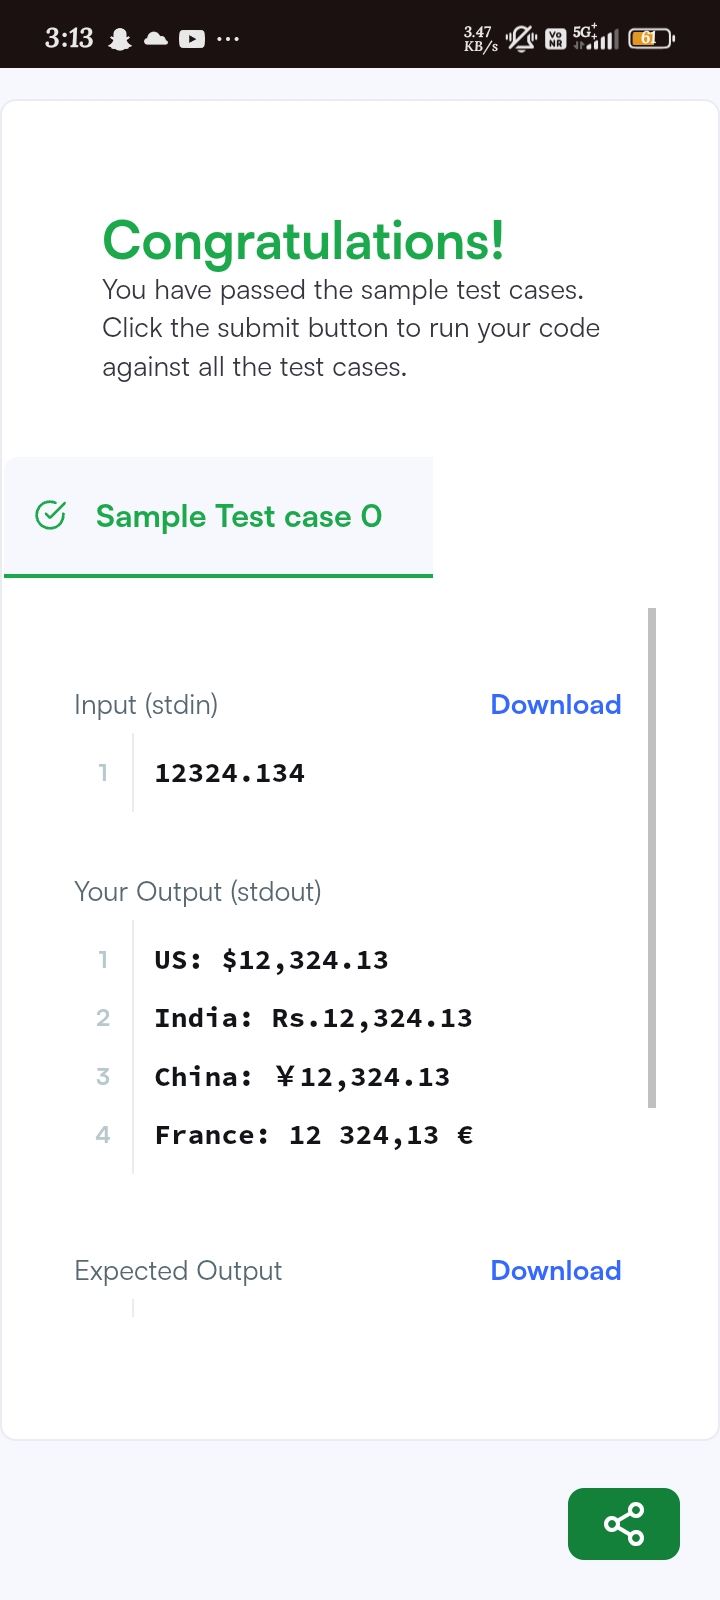 3:13 ... 3.47 KB/s VoNR 5G+ 61
Congratulations!
You have passed the sample test cases.
Click the submit button to run your code
against all the test cases.
Sample Test case 0
Input (stdin) Download
1 12324.134
Your Output (stdout)
1 US: $12,324.13
2 India: Rs.12,324.13
3 China: ￥12,324.13
4 France: 12 324,13 €
Expected Output Download